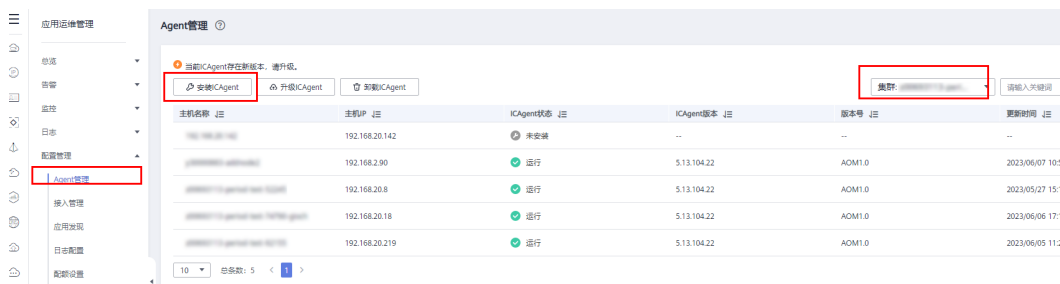 应用运维管理
Agent管理
总览
告警
监控
日志
配置管理
Agent管理
接入管理
应用发现
日志配置
配额设置
当前ICAgent存在新版本，请升级。
安装ICAgent 升级ICAgent 卸载ICAgent 集群: 请输入关键词
主机名称 主机IP ICAgent状态 ICAgent版本 版本号 更新时间
192.168.20.142 未安装 -- -- --
192.168.2.90 运行 5.13.104.22 AOM1.0 2023/06/07 10:5
192.168.20.8 运行 5.13.104.22 AOM1.0 2023/05/27 15:
192.168.20.18 运行 5.13.104.22 AOM1.0 2023/06/06 17:
192.168.20.219 运行 5.13.104.22 AOM1.0 2023/06/05 11:2
10 总条数: 5 < 1 >